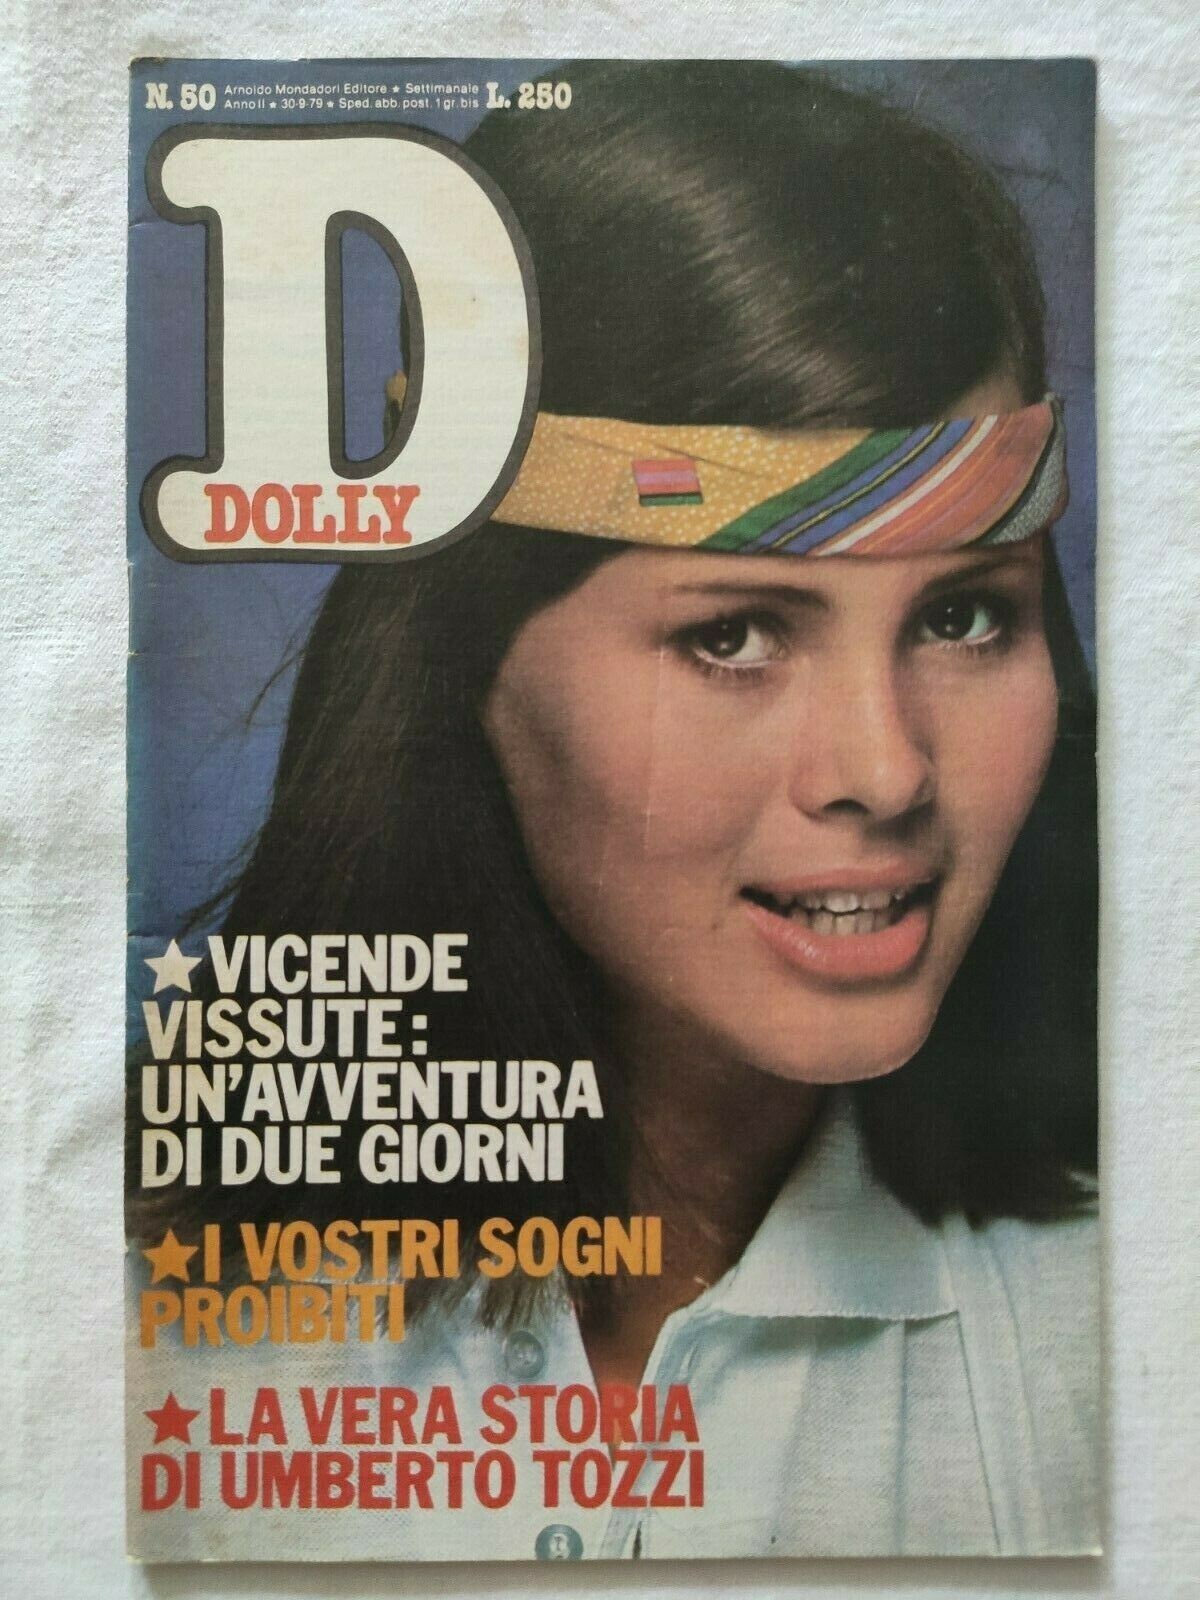 N. 50 Arnoldo Mondadori Editore ★ Settimanale L. 250
Anno II ★ 30-9-79 ★ Sped. abb. post. 1 gr. bis
D
DOLLY
★ VICENDE
VISSUTE:
UN'AVVENTURA
DI DUE GIORNI
★ I VOSTRI SOGNI
PROIBITI
★ LA VERA STORIA
DI UMBERTO TOZZI